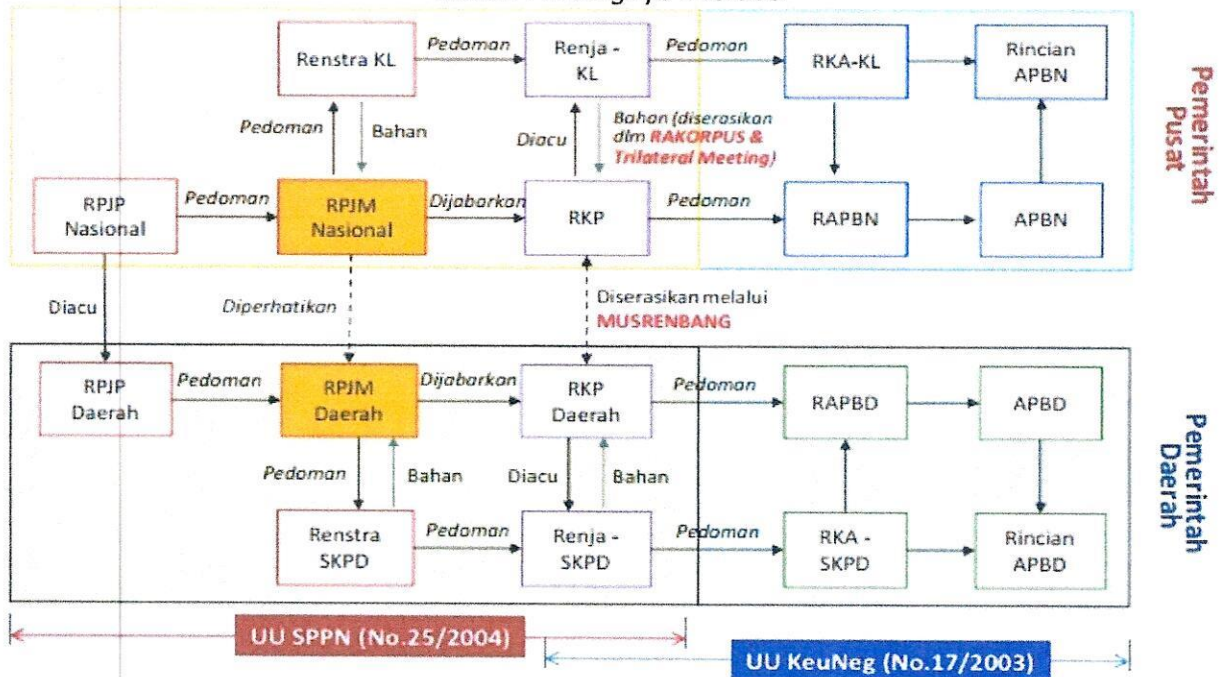 Pedoman
Pedoman
Renstra KL
Renja -
KL
RKA-KL
Rincian
APBN
Pedoman
Bahan
Diacu
Bahan (diserasikan
dlm RAKORPUS &
Trilateral Meeting)
RPJP
Nasional
Pedoman
RPJM
Nasional
Dijabarkan
RKP
Pedoman
RAPBN
APBN
Pemerintah
Pusat
Diacu
Diperhatikan
Diserasikan melalui
MUSRENBANG
RPJP
Daerah
Pedoman
RPJM
Daerah
Dijabarkan
RKP
Daerah
Pedoman
RAPBD
APBD
Pedoman
Bahan
Diacu
Bahan
Renstra
SKPD
Pedoman
Renja -
SKPD
Pedoman
RKA -
SKPD
Rincian
APBD
Pemerintah
Daerah
UU SPPN (No.25/2004)
UU KeuNeg (No.17/2003)